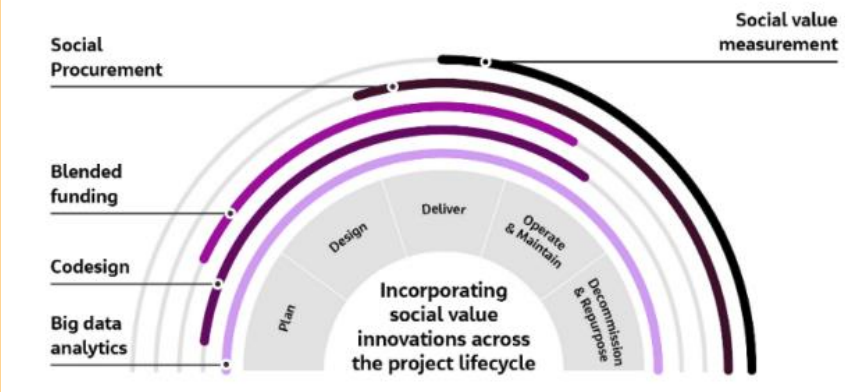 Social value
measurement
Social
Procurement
Blended
funding
Codesign
Big data
analytics
Plan
Design
Deliver
Operate
& Maintain
Decommission
& Repurpose
Incorporating
social value
innovations across
the project lifecycle